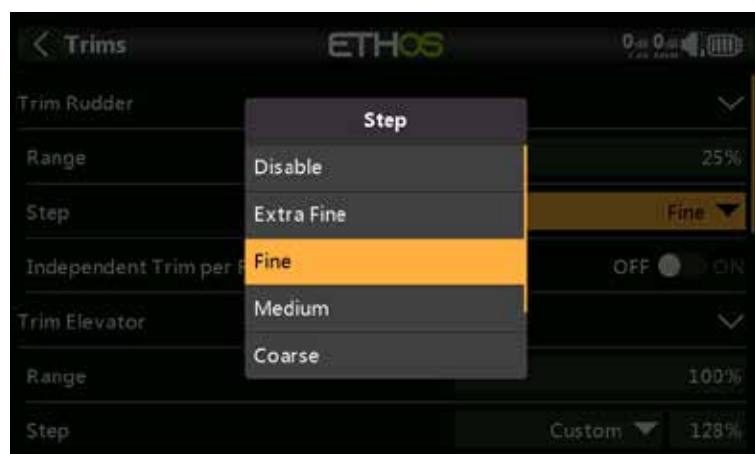 Trims
ETHOS
Trim Rudder
Step
Range
25%
Disable
Step
Extra Fine
Fine
Independent Trim per
Fine
OFF
ON
Medium
Trim Elevator
Coarse
Range
100%
Step
Custom
128%